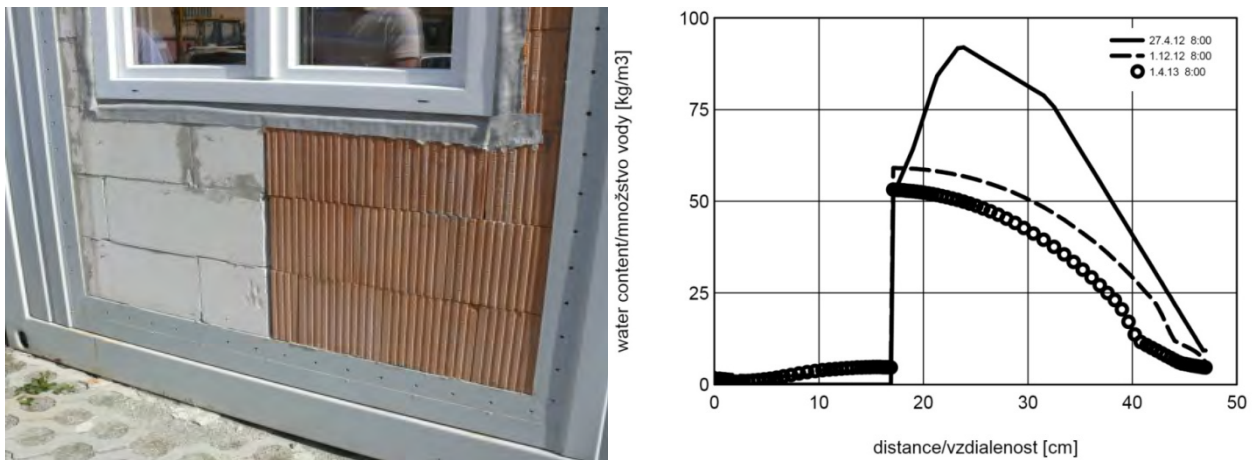 water content/množstvo vody [kg/m3]
100
75
50
25
0
27.4.12 8:00
1.12.12 8:00
1.4.13 8:00
0 10 20 30 40 50
distance/vzdialenost [cm]